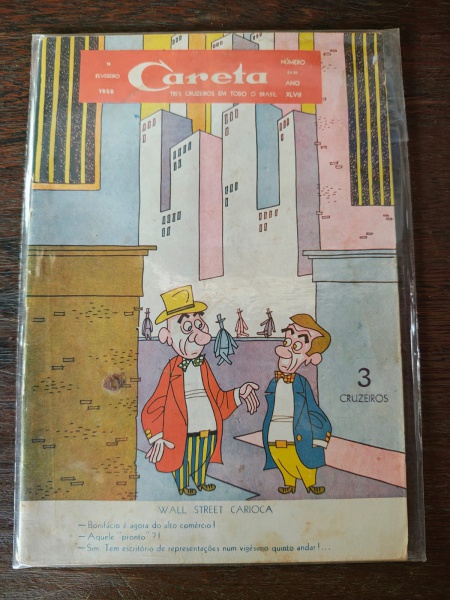 FEVEREIRO
1956
Careta
TRÊS CRUZEIROS EM TODO O BRASIL
NÚMERO
ANO
XLVIII
3
CRUZEIROS
WALL STREET CARIOCA
— Bonifácio é agora do alto comércio!
— Aquele "pronto"?!
— Sim. Tem escritório de representações num vigésimo quinto andar!...